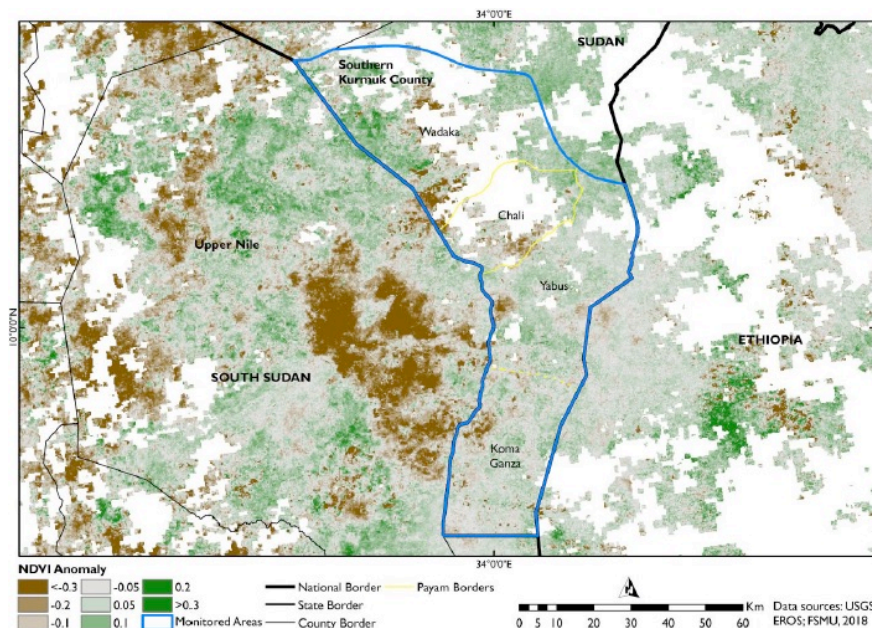 34°0'0"E
SUDAN
Southern
Kurmuk County
Wadaka
Chali
Upper Nile
Yabus
10°0'0"N
ETHIOPIA
SOUTH SUDAN
Koma
Ganza
34°0'0"E
NDVI Anomaly
<-0.3
-0.05
0.2
National Border
Payam Borders
N
-0.2
0.05
>0.3
State Border
Km
Data sources: USGS
-0.1
0.1
Monitored Areas
County Border
0 5 10 20 30 40 50 60
EROS; FSMU, 2018